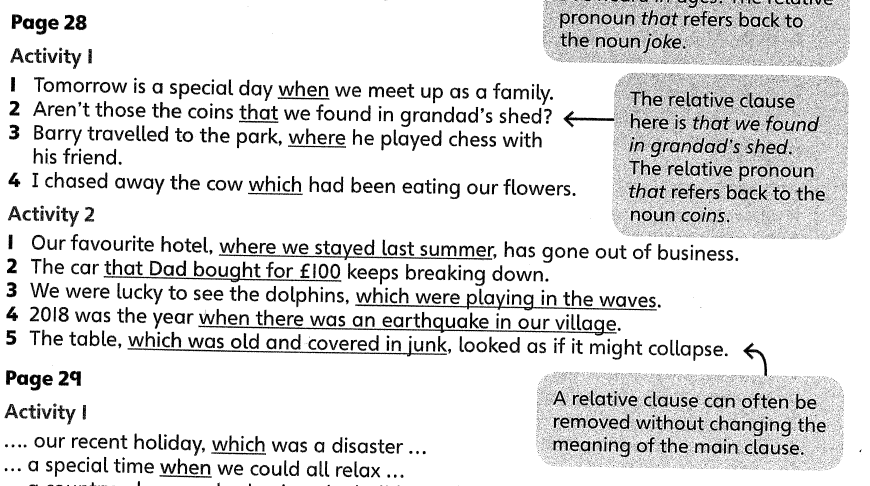 pronoun that refers back to
the noun joke.
Page 28
Activity 1
1 Tomorrow is a special day when we meet up as a family.
2 Aren't those the coins that we found in grandad's shed?
3 Barry travelled to the park, where he played chess with
his friend.
4 I chased away the cow which had been eating our flowers.
The relative clause
here is that we found
in grandad's shed.
The relative pronoun
that refers back to the
noun coins.
Activity 2
1 Our favourite hotel, where we stayed last summer, has gone out of business.
2 The car that Dad bought for £100 keeps breaking down.
3 We were lucky to see the dolphins, which were playing in the waves.
4 2018 was the year when there was an earthquake in our village.
5 The table, which was old and covered in junk, looked as if it might collapse.
A relative clause can often be
removed without changing the
meaning of the main clause.
Page 29
Activity 1
.... our recent holiday, which was a disaster ...
... a special time when we could all relax ...